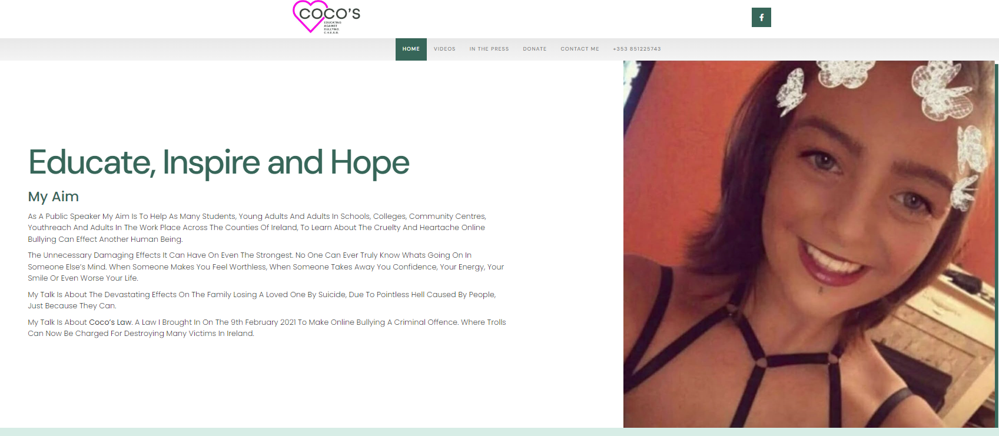 COCO'S
EDUCATING
AGAINST
BULLYING.
C.H.E.A.B.
HOME VIDEOS IN THE PRESS DONATE CONTACT ME +353 851225743
Educate, Inspire and Hope
My Aim
As A Public Speaker My Aim Is To Help As Many Students, Young Adults And Adults In Schools, Colleges, Community Centres,
Youthreach And Adults In The Work Place Across The Counties Of Ireland, To Learn About The Cruelty And Heartache Online
Bullying Can Effect Another Human Being.
The Unnecessary Damaging Effects It Can Have On Even The Strongest. No One Can Ever Truly Know Whats Going On In
Someone Else's Mind. When Someone Makes You Feel Worthless, When Someone Takes Away You Confidence, Your Energy, Your
Smile Or Even Worse Your Life.
My Talk Is About The Devastating Effects On The Family Losing A Loved One By Suicide, Due To Pointless Hell Caused By People,
Just Because They Can.
My Talk Is About Coco's Law. A Law I Brought In On The 9th February 2021 To Make Online Bullying A Criminal Offence. Where Trolls
Can Now Be Charged For Destroying Many Victims In Ireland.